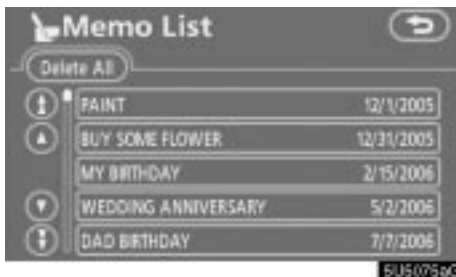 Memo List
Delete All
PAINT 12/1/2005
BUY SOME FLOWER 12/31/2005
MY BIRTHDAY 2/15/2006
WEDDING ANNIVERSARY 5/2/2006
DAD BIRTHDAY 7/7/2006
5U5075aG